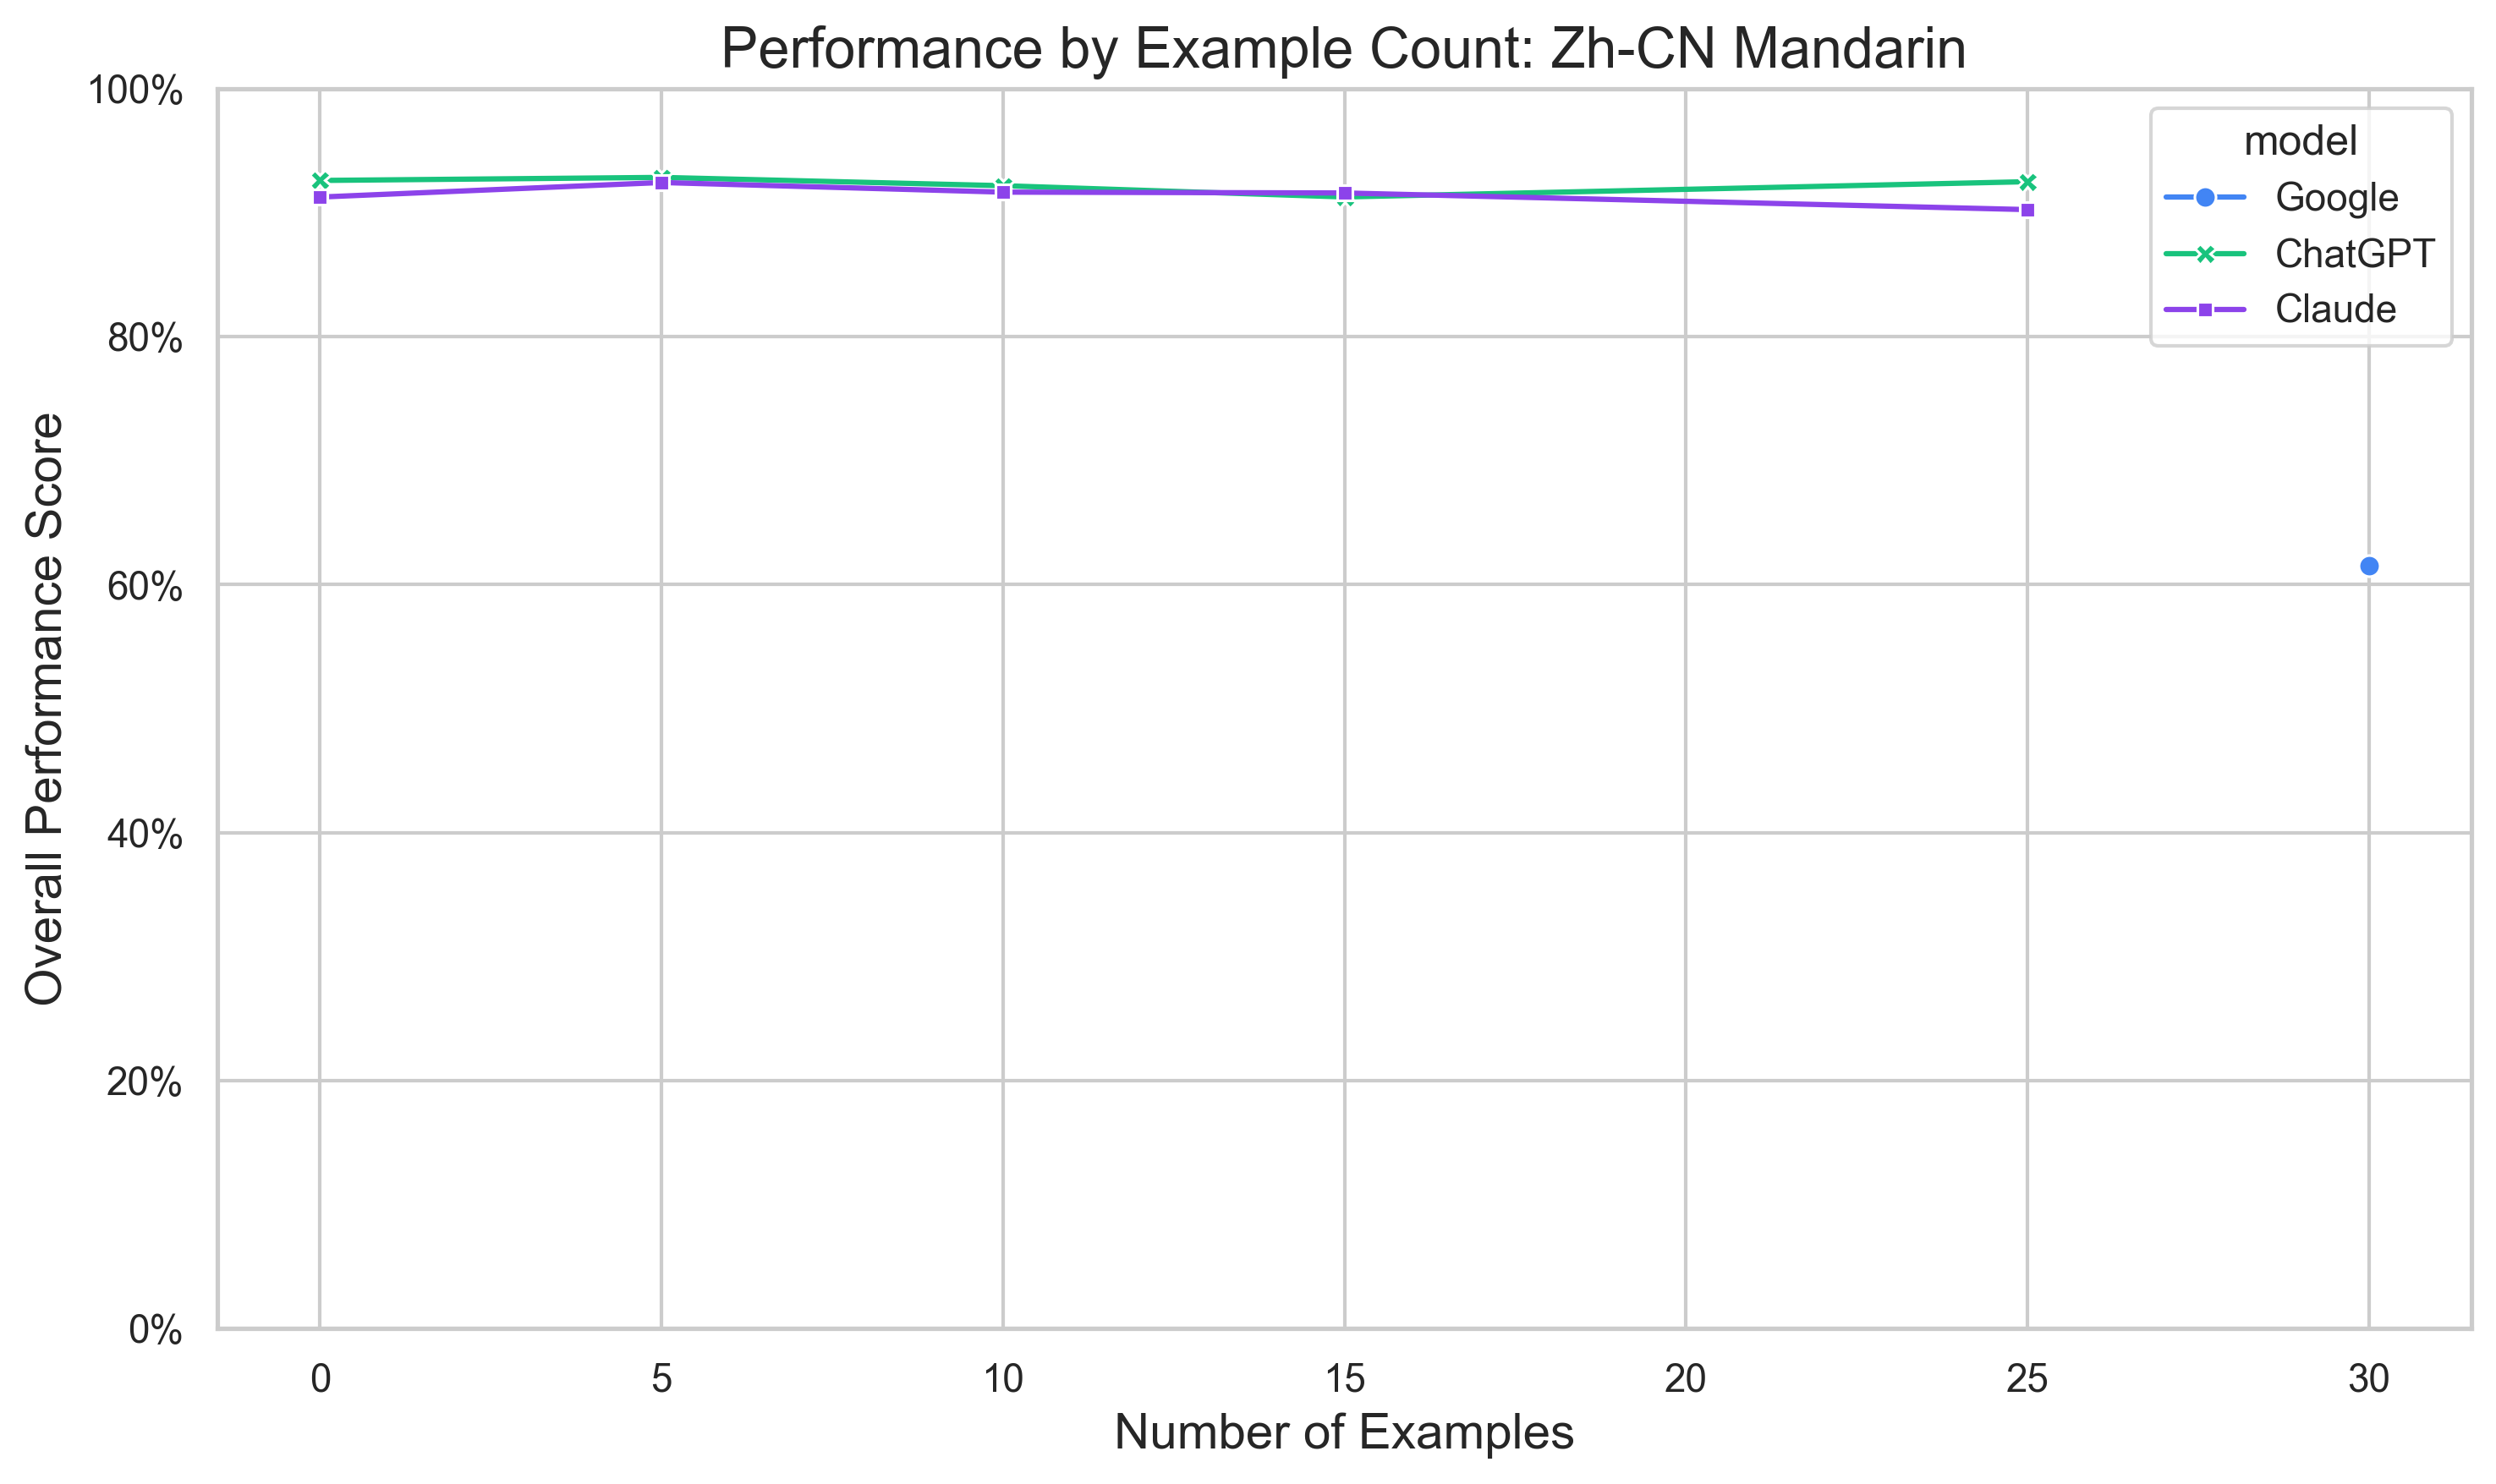 Performance by Example Count: Zh-CN Mandarin
100%
80%
60%
40%
20%
0%
Overall Performance Score
model
Google
ChatGPT
Claude
0 5 10 15 20 25 30
Number of Examples